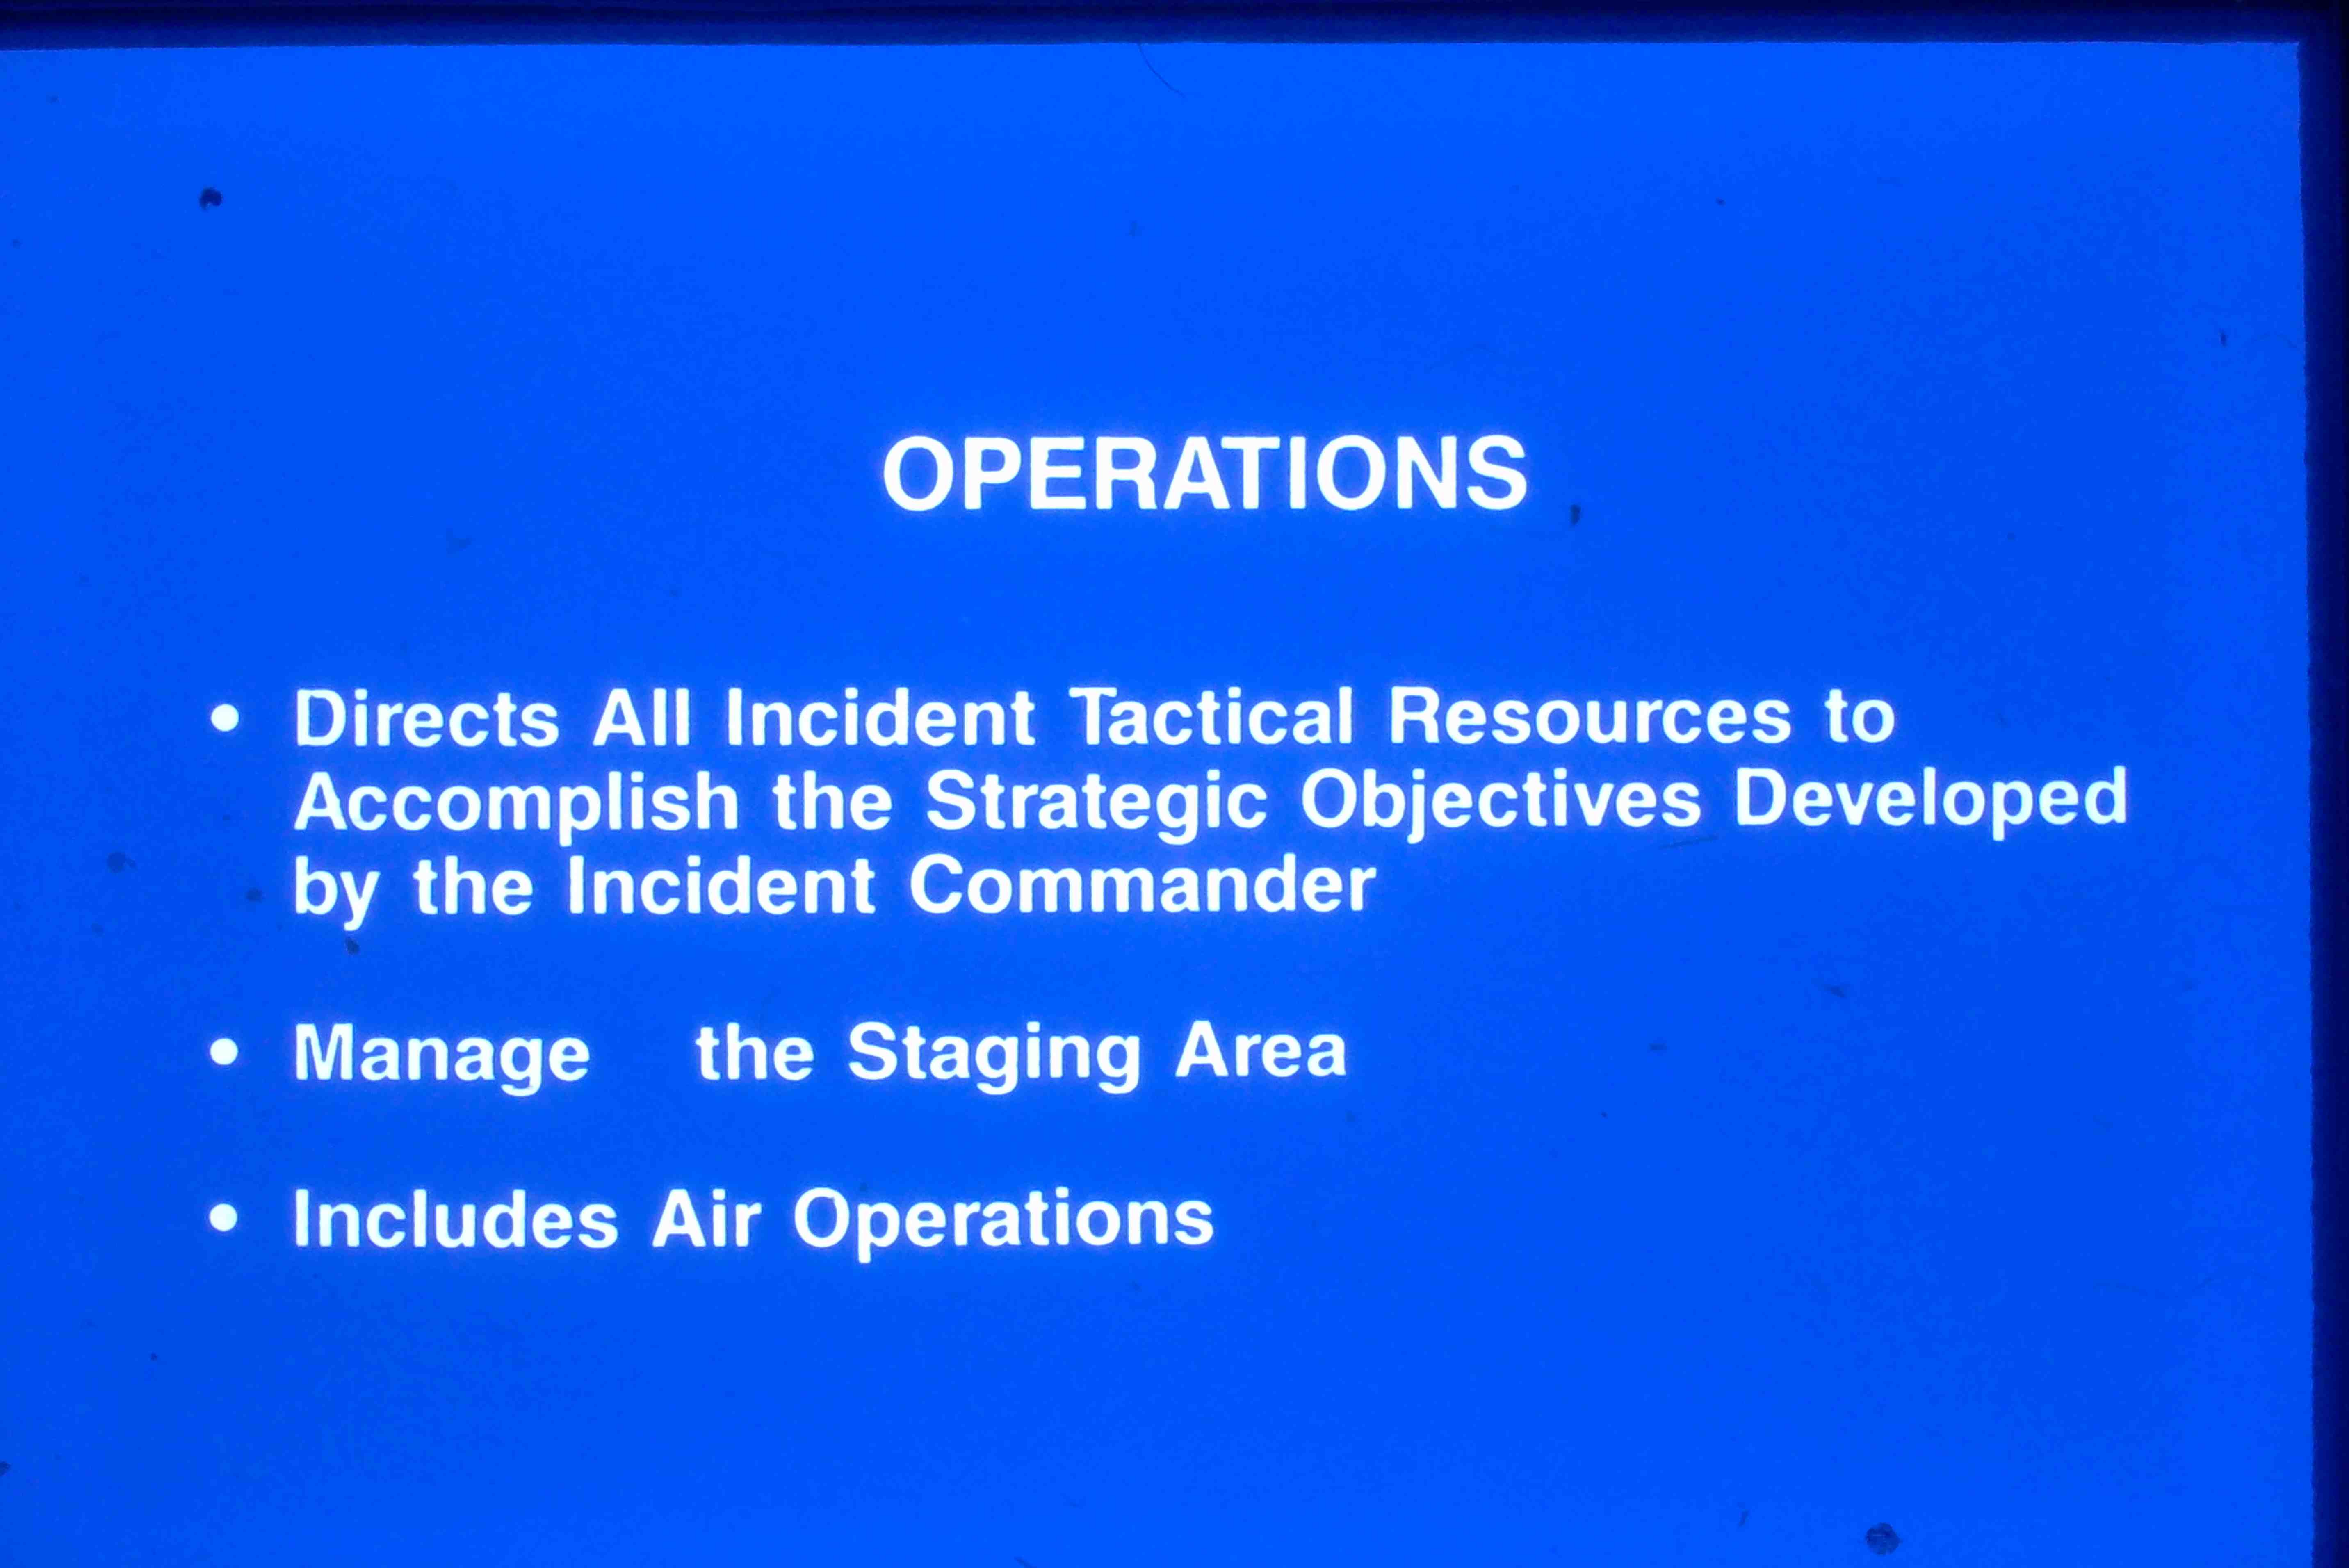 OPERATIONS
• Directs All Incident Tactical Resources to
Accomplish the Strategic Objectives Developed
by the Incident Commander
• Manage the Staging Area
• Includes Air Operations